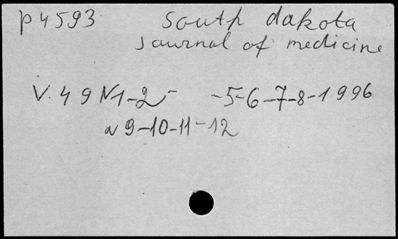 p4593 South dakota
Journal of medicine
V. 49 N1-2- -5-6-7-8-1996
N 9-10-11-12